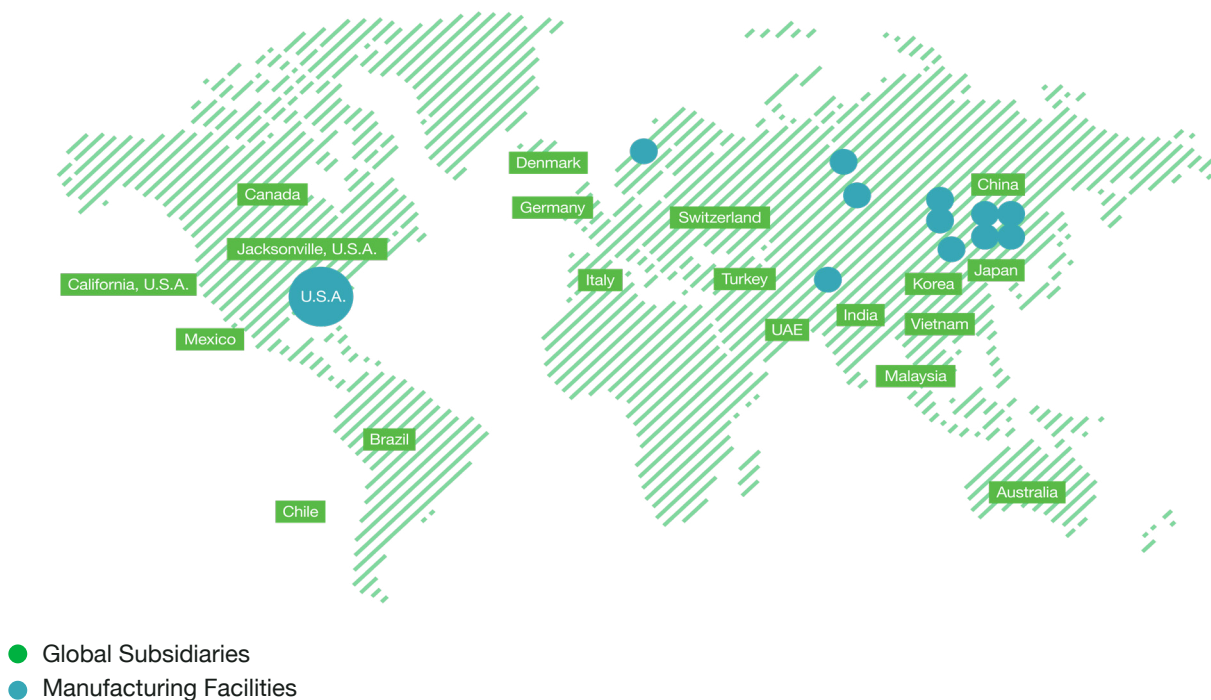 Denmark
China
Canada
Germany
Switzerland
Jacksonville, U.S.A.
Japan
Italy
Turkey
California, U.S.A.
Korea
U.S.A.
India
Vietnam
UAE
Mexico
Malaysia
Brazil
Australia
Chile
Global Subsidiaries
Manufacturing Facilities